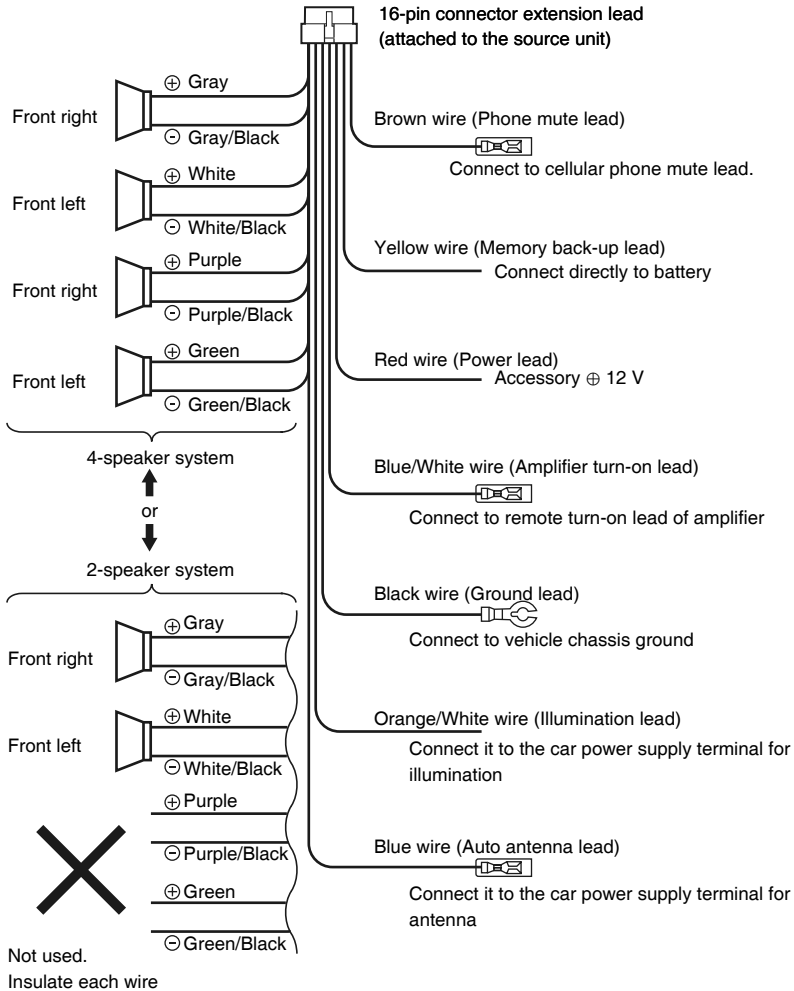 16-pin connector extension lead
(attached to the source unit)
⊕ Gray
Front right
⊖ Gray/Black
⊕ White
Front left
⊖ White/Black
⊕ Purple
Front right
⊖ Purple/Black
⊕ Green
Front left
⊖ Green/Black
4-speaker system
or
2-speaker system
⊕ Gray
Front right
⊖ Gray/Black
⊕ White
Front left
⊖ White/Black
⊕ Purple
⊖ Purple/Black
⊕ Green
⊖ Green/Black
Not used.
Insulate each wire
Brown wire (Phone mute lead)
Connect to cellular phone mute lead.
Yellow wire (Memory back-up lead)
Connect directly to battery
Red wire (Power lead)
Accessory ⊕ 12 V
Blue/White wire (Amplifier turn-on lead)
Connect to remote turn-on lead of amplifier
Black wire (Ground lead)
Connect to vehicle chassis ground
Orange/White wire (Illumination lead)
Connect it to the car power supply terminal for
illumination
Blue wire (Auto antenna lead)
Connect it to the car power supply terminal for
antenna